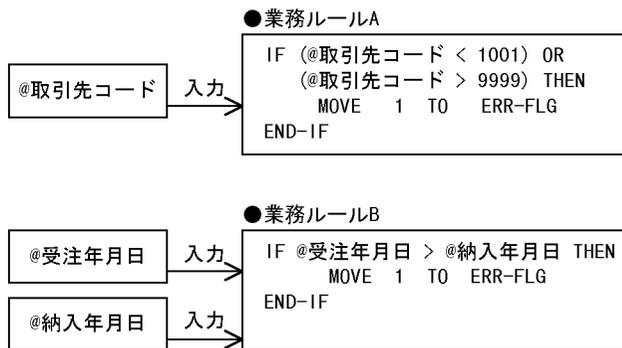 ●業務ルールA
@取引先コード
入力
IF (@取引先コード < 1001) OR
(@取引先コード > 9999) THEN
MOVE 1 TO ERR-FLG
END-IF
●業務ルールB
@受注年月日
入力
@納入年月日
入力
IF @受注年月日 > @納入年月日 THEN
MOVE 1 TO ERR-FLG
END-IF